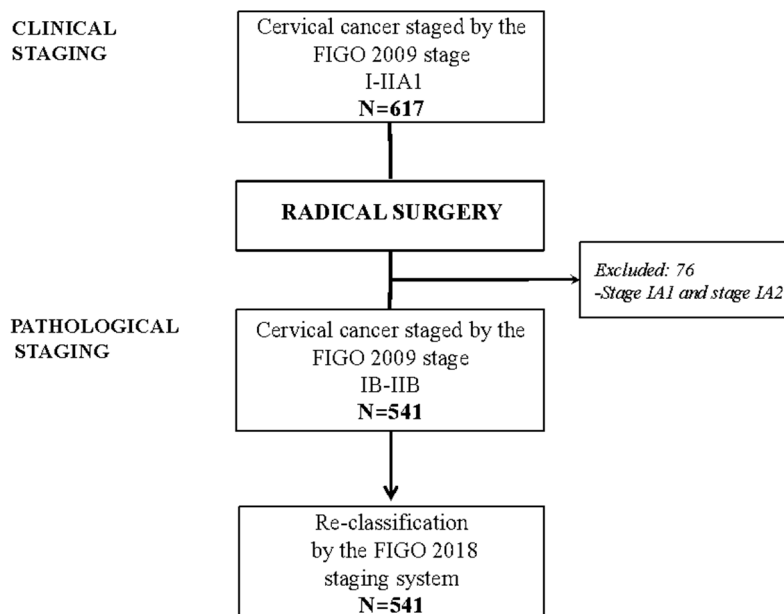 CLINICAL
STAGING
Cervical cancer staged by the
FIGO 2009 stage
I-IIA1
N=617
RADICAL SURGERY
Excluded: 76
-Stage IA1 and stage IA2
PATHOLOGICAL
STAGING
Cervical cancer staged by the
FIGO 2009 stage
IB-IIB
N=541
Re-classification
by the FIGO 2018
staging system
N=541